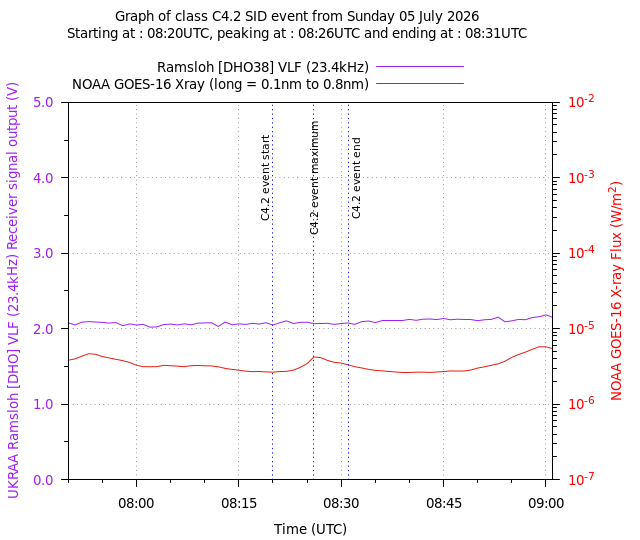 Graph of class C4.2 SID event from Sunday 05 July 2026
Starting at : 08:20UTC, peaking at : 08:26UTC and ending at : 08:31UTC
Ramsloh [DHO38] VLF (23.4kHz)
NOAA GOES-16 Xray (long = 0.1nm to 0.8nm)
UKRAA Ramsloh [DHO] VLF (23.4kHz) Receiver signal output (V)
5.0
4.0
3.0
2.0
1.0
0.0
C4.2 event start
C4.2 event maximum
C4.2 event end
10^-2
10^-3
10^-4
10^-5
10^-6
10^-7
NOAA GOES-16 X-ray Flux (W/m²)
08:00
08:15
08:30
08:45
09:00
Time (UTC)